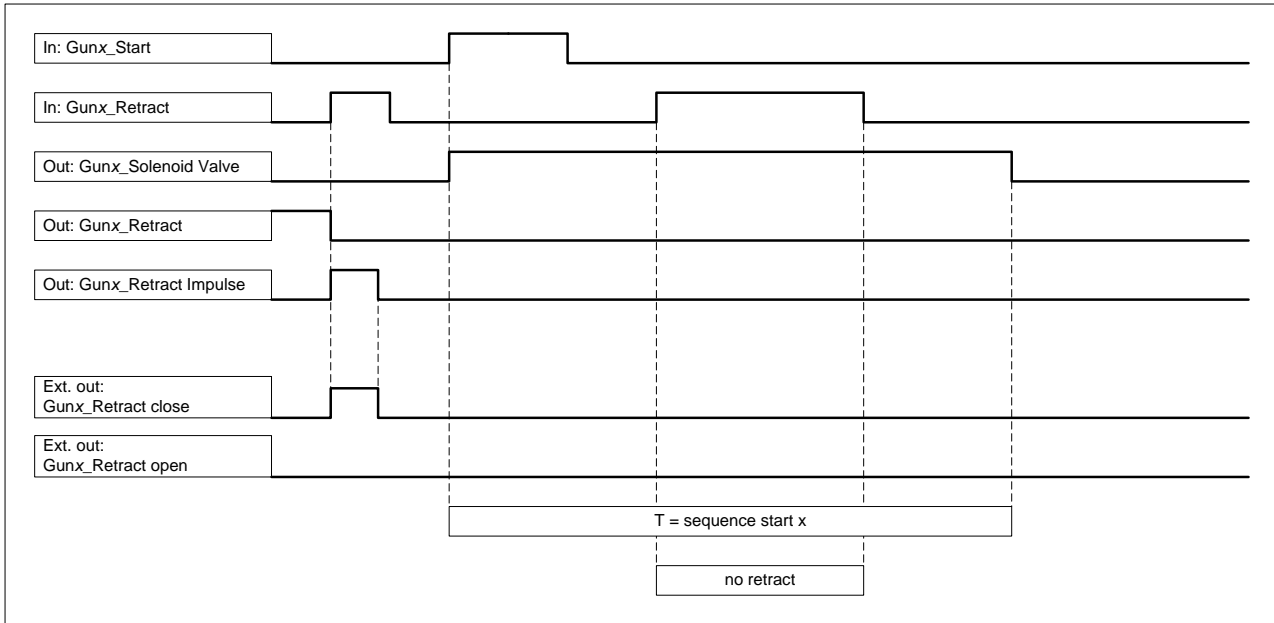 In: Gunx_Start
In: Gunx_Retract
Out: Gunx_Solenoid Valve
Out: Gunx_Retract
Out: Gunx_Retract Impulse
Ext. out:
Gunx_Retract close
Ext. out:
Gunx_Retract open
T = sequence start x
no retract